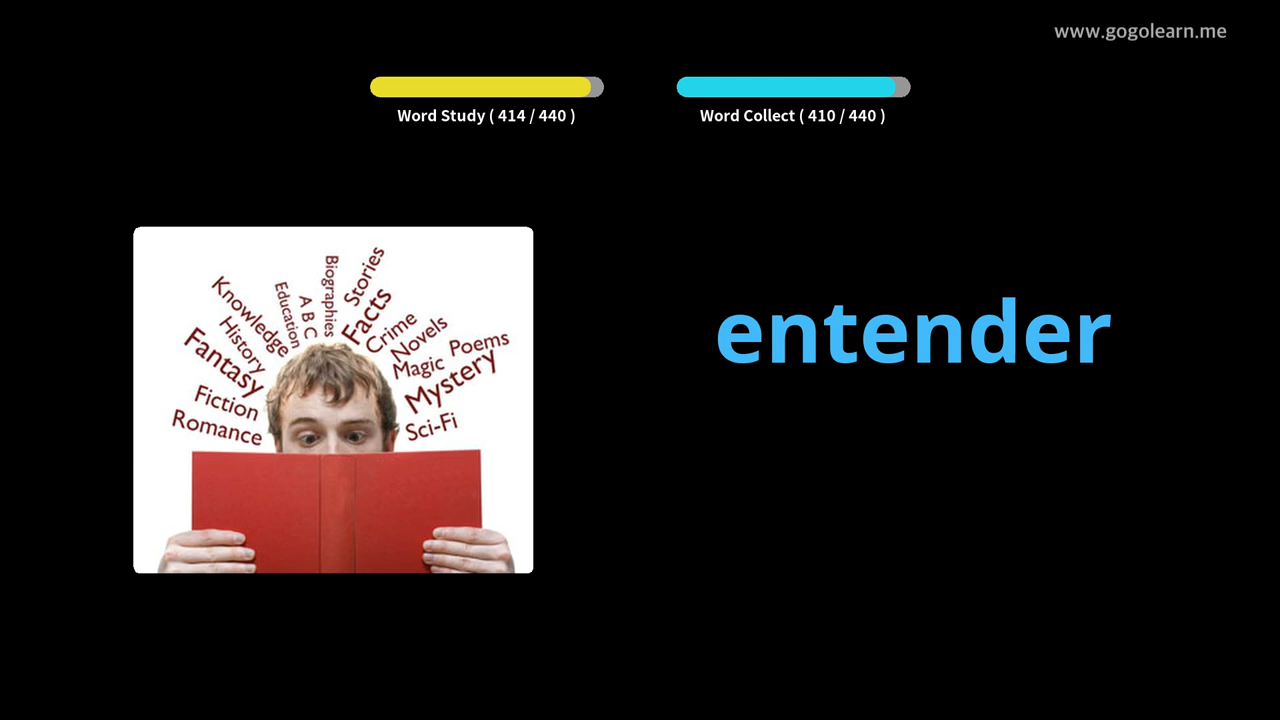 www.gogolearn.me
Word Study ( 414 / 440 )
Word Collect ( 410 / 440 )
Biographies
Stories
Education
A B C
Facts
Knowledge
Crime
History
Novels
Fantasy
Magic
Poems
Mystery
Fiction
Romance
Sci-Fi
entender